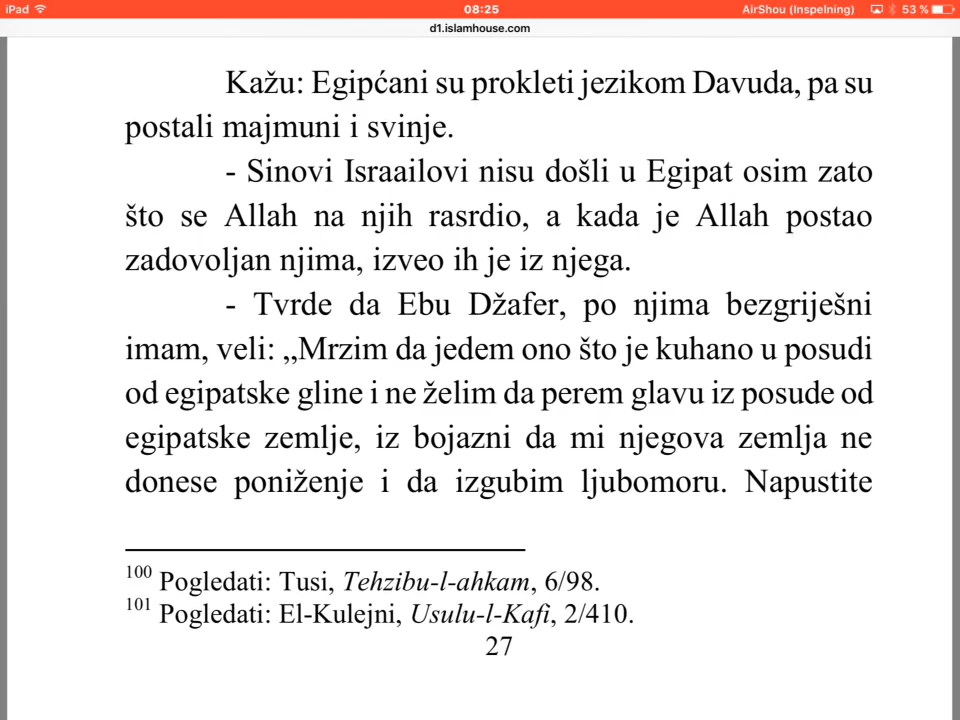 iPad 08:25 AirShou (Inspelning) 53 %
d1.islamhouse.com
Kažu: Egipćani su prokleti jezikom Davuda, pa su
postali majmuni i svinje.
- Sinovi Israailovi nisu došli u Egipat osim zato
što se Allah na njih rasrdio, a kada je Allah postao
zadovoljan njima, izveo ih je iz njega.
- Tvrde da Ebu Džafer, po njima bezgriješni
imam, veli: „Mrzim da jedem ono što je kuhano u posudi
od egipatske gline i ne želim da perem glavu iz posude od
egipatske zemlje, iz bojazni da mi njegova zemlja ne
donese poniženje i da izgubim ljubomoru. Napustite
100 Pogledati: Tusi, Tehzibu-l-ahkam, 6/98.
101 Pogledati: El-Kulejni, Usulu-l-Kafi, 2/410.
27